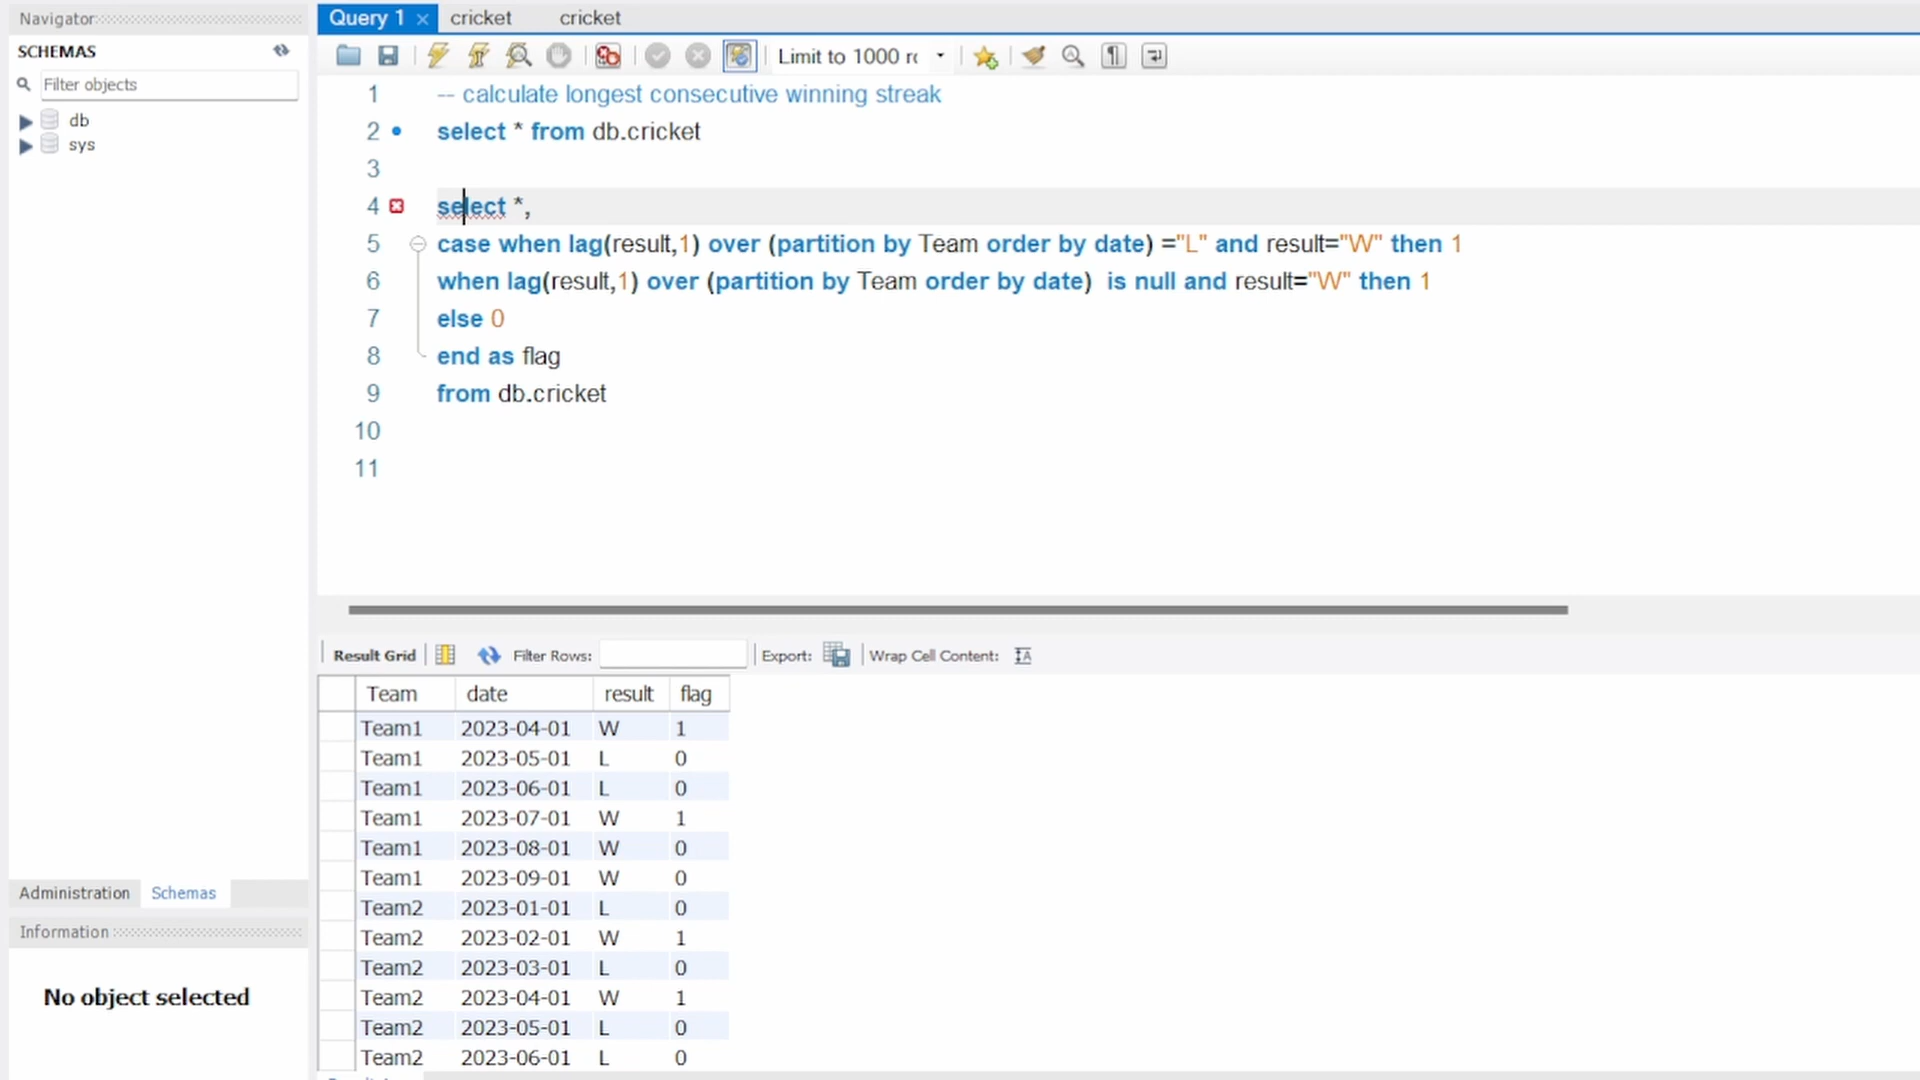 Navigator
SCHEMAS
Filter objects
db
sys
Administration Schemas
Information
No object selected
Query 1 cricket cricket
Limit to 1000 r
1 -- calculate longest consecutive winning streak
2 select * from db.cricket
3
4 select *,
5 case when lag(result,1) over (partition by Team order by date) ="L" and result="W" then 1
6 when lag(result,1) over (partition by Team order by date) is null and result="W" then 1
7 else 0
8 end as flag
9 from db.cricket
10
11
Result Grid Filter Rows: Export: Wrap Cell Content: IA
Team date result flag
Team1 2023-04-01 W 1
Team1 2023-05-01 L 0
Team1 2023-06-01 L 0
Team1 2023-07-01 W 1
Team1 2023-08-01 W 0
Team1 2023-09-01 W 0
Team2 2023-01-01 L 0
Team2 2023-02-01 W 1
Team2 2023-03-01 L 0
Team2 2023-04-01 W 1
Team2 2023-05-01 L 0
Team2 2023-06-01 L 0